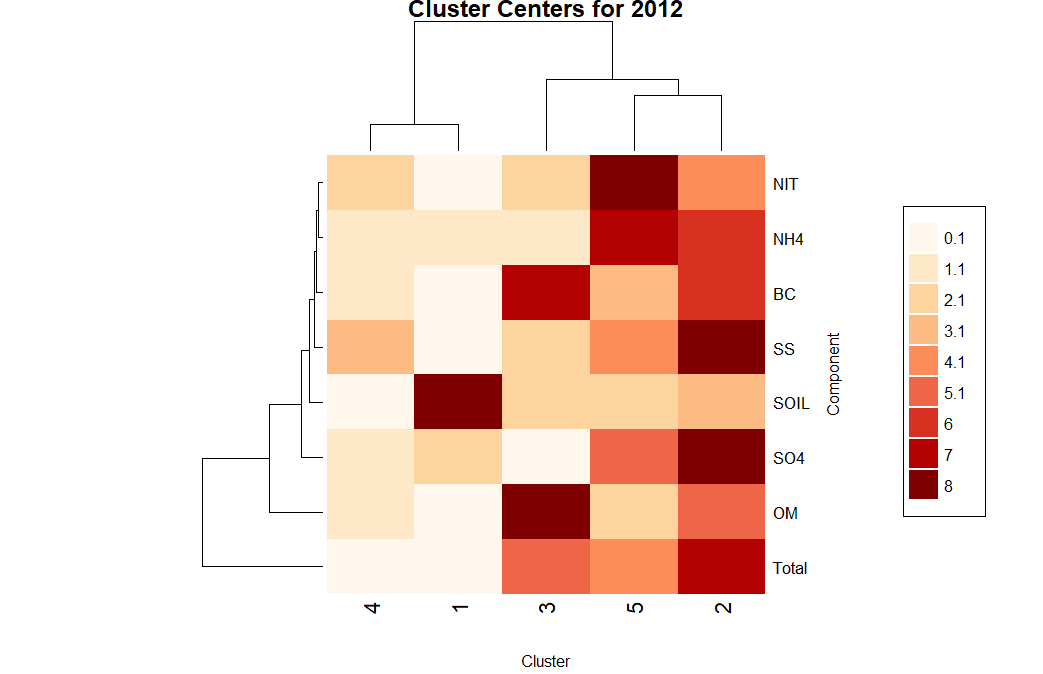 Cluster Centers for 2012
NIT
NH4
BC
SS
SOIL
SO4
OM
Total
Component
4
1
3
5
2
Cluster
0.1
1.1
2.1
3.1
4.1
5.1
6
7
8